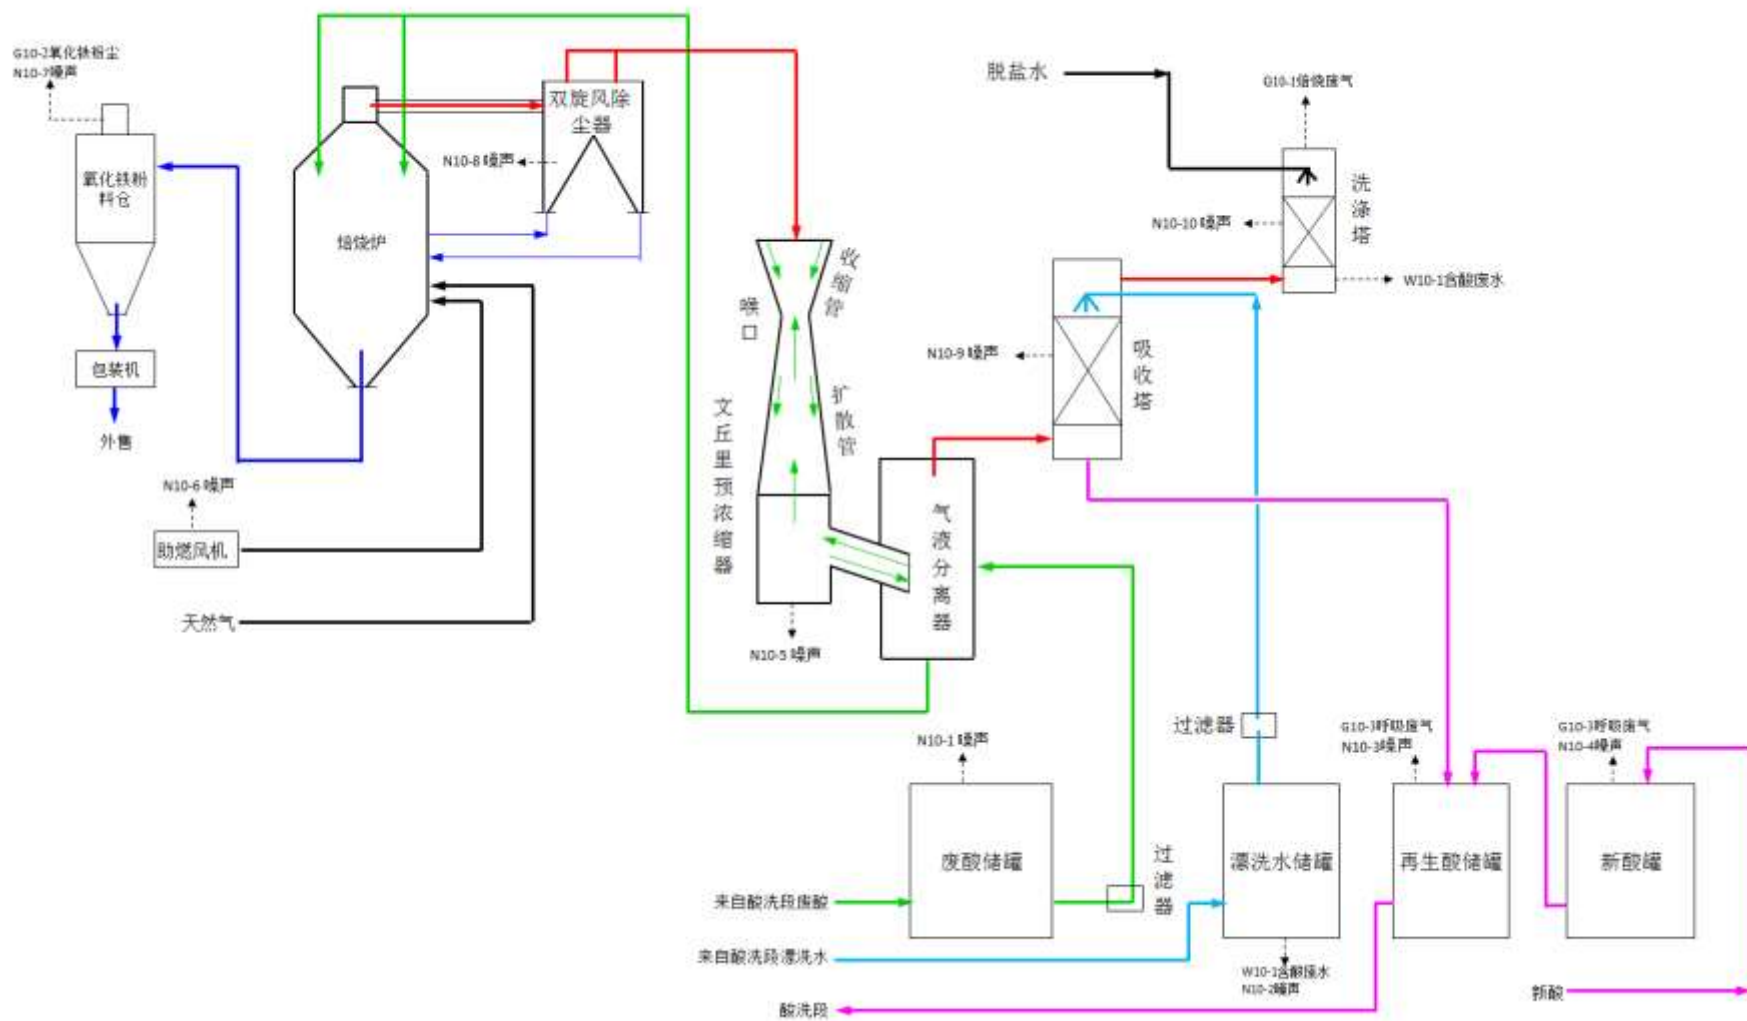 G10-2氧化铁粉尘
N10-7噪声
氧化铁粉
料仓
包装机
外售
N10-6 噪声
助燃风机
天然气
焙烧炉
双旋风除
尘器
N10-8 噪声
收缩管
喉口
扩散管
文丘里预浓缩器
N10-5 噪声
气液分离器
脱盐水
G10-1焙烧废气
洗涤塔
N10-10 噪声
W10-1含酸废水
N10-9 噪声
吸收塔
过滤器
N10-1 噪声
废酸储罐
过滤器
漂洗水储罐
G10-3呼吸废气
N10-3噪声
再生酸储罐
G10-3呼吸废气
N10-4噪声
新酸罐
来自酸洗段废酸
来自酸洗段漂洗水
W10-1含酸废水
N10-2噪声
酸洗段
新酸